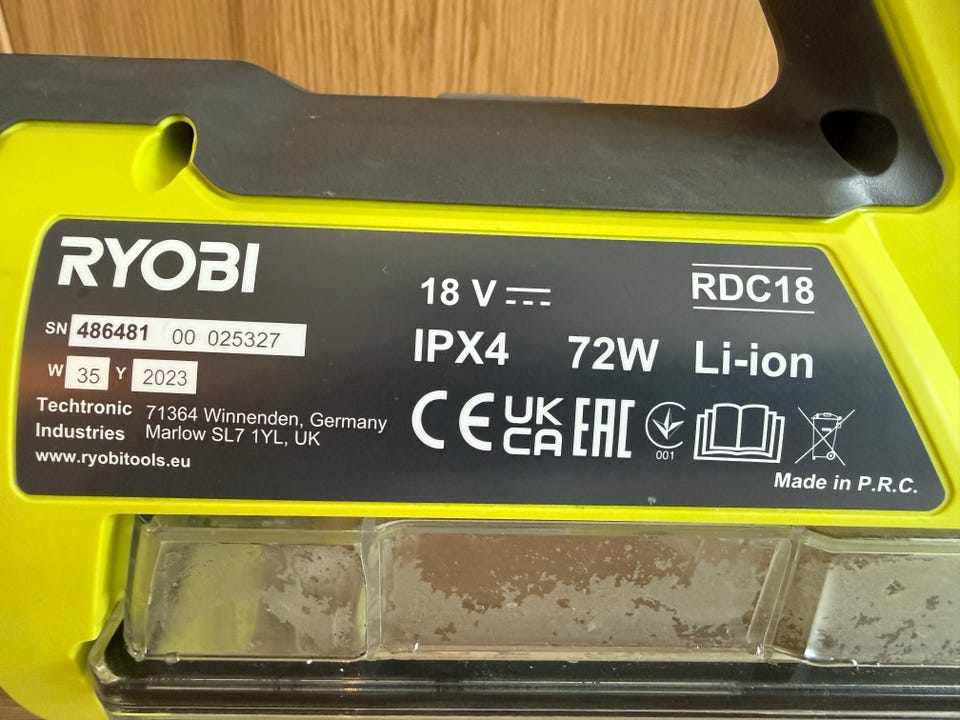 RYOBI
SN 486481 00 025327
W 35 Y 2023
Techtronic Industries
71364 Winnenden, Germany
Marlow SL7 1YL, UK
www.ryobitools.eu
18 V
RDC18
IPX4 72W Li-ion
CE UK CA EAC
001
Made in P.R.C.